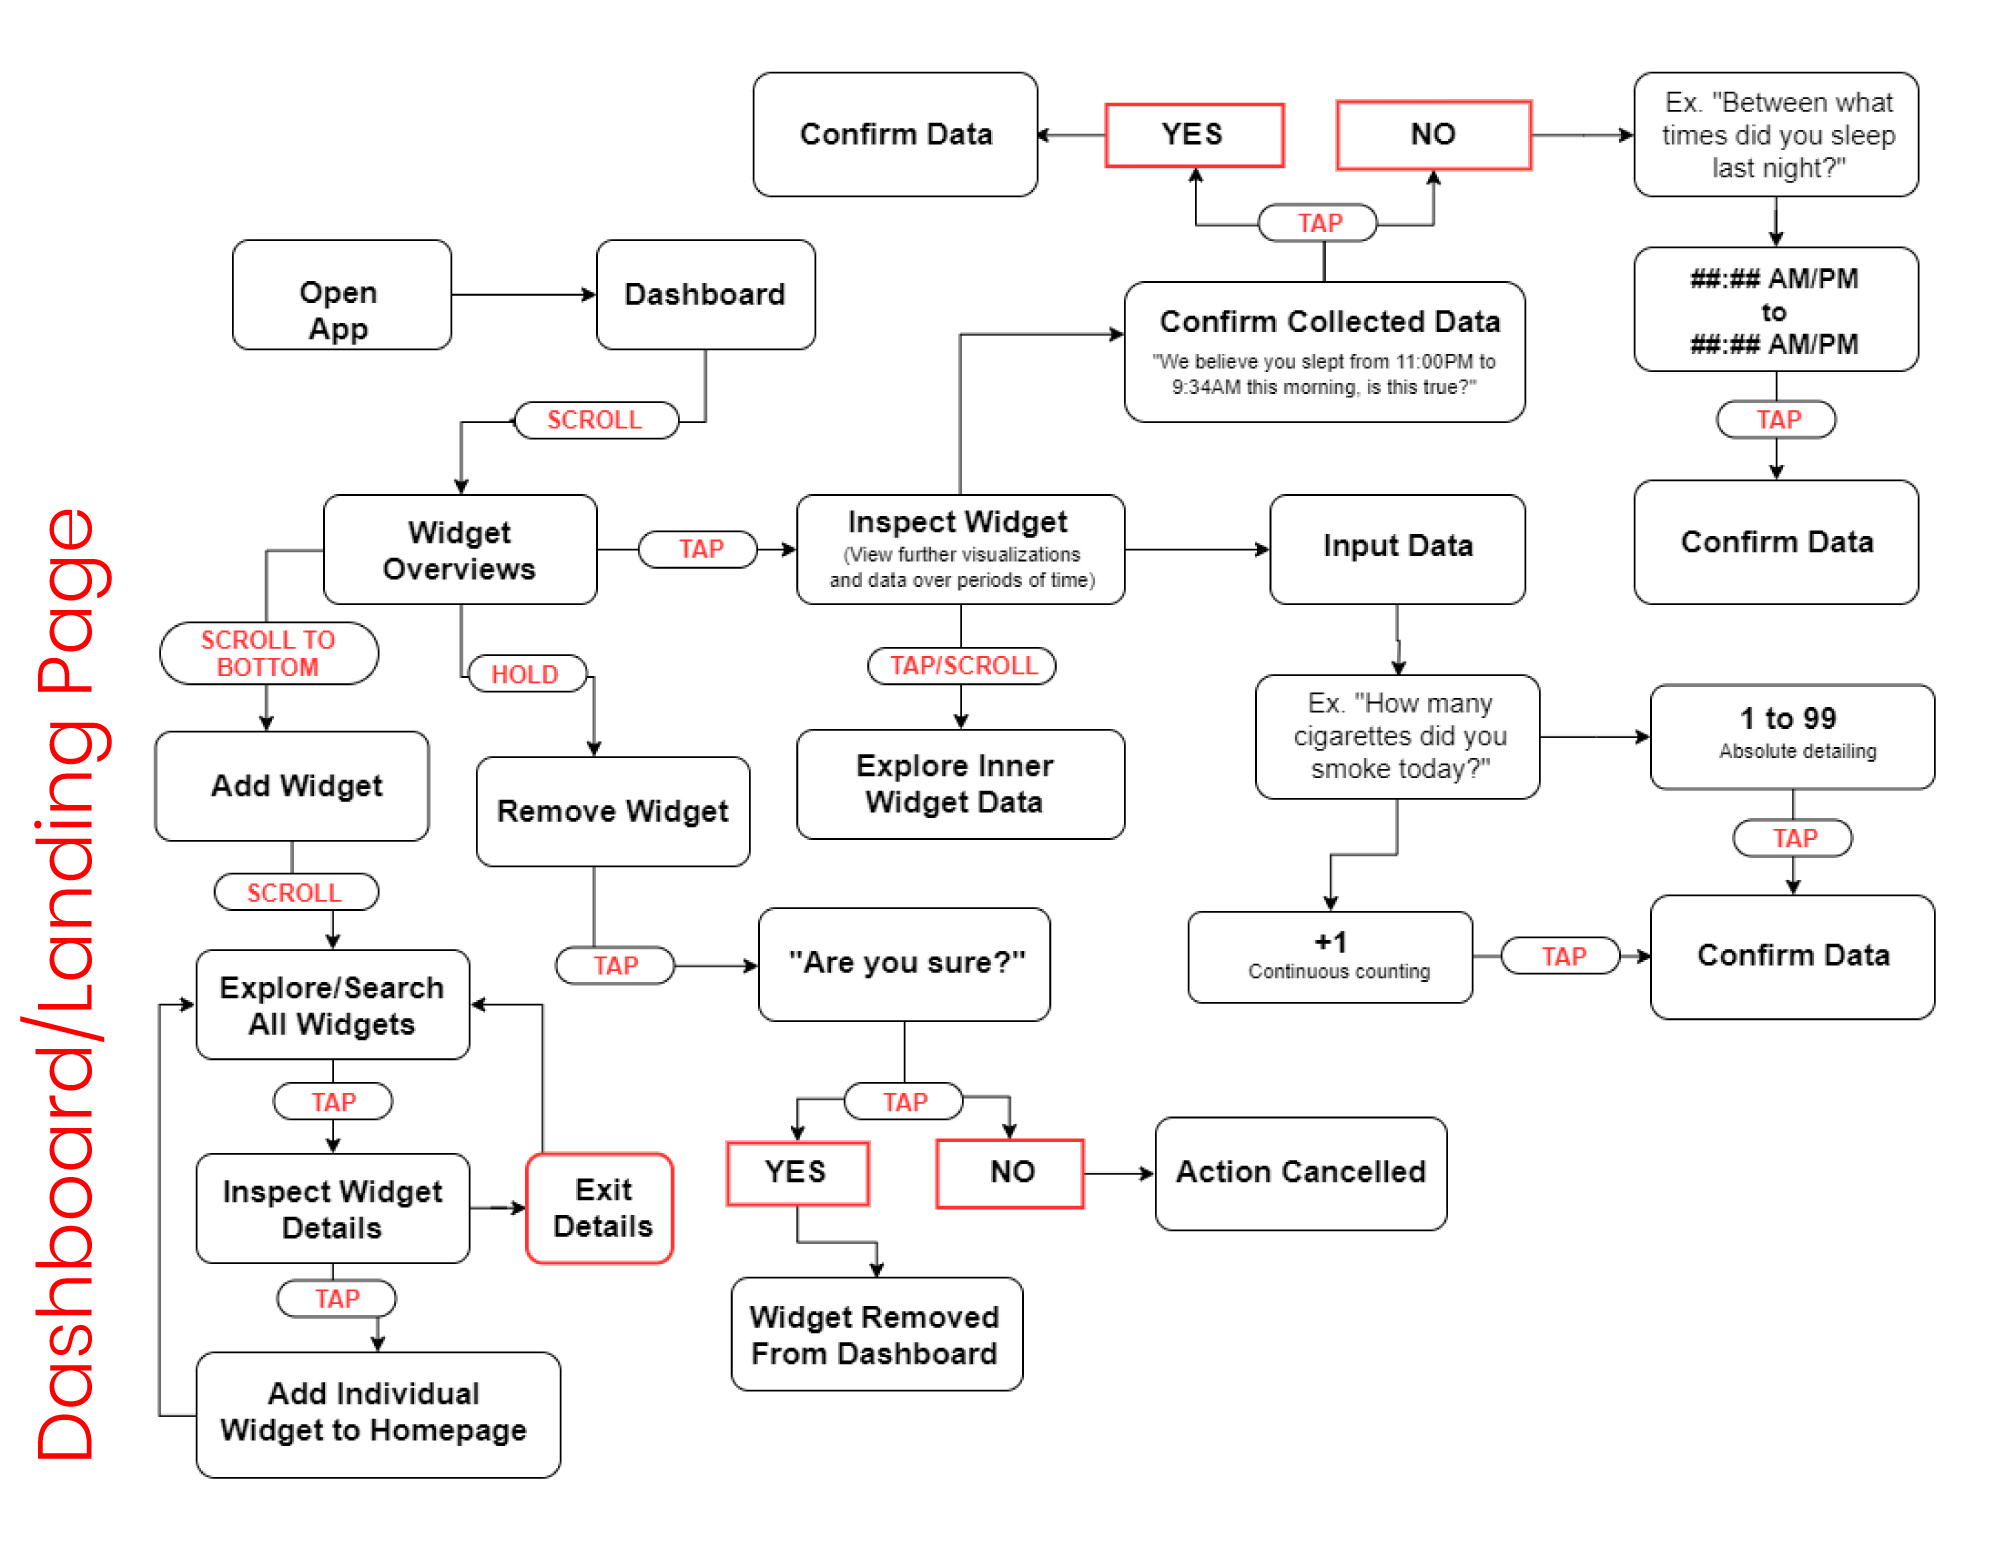 Dashboard/Landing Page
Confirm Data
YES
NO
Ex. "Between what
times did you sleep
last night?"
TAP
Open
App
Dashboard
##:## AM/PM
to
##:## AM/PM
Confirm Collected Data
"We believe you slept from 11:00PM to
9:34AM this morning, is this true?"
SCROLL
TAP
Widget
Overviews
TAP
Inspect Widget
(View further visualizations
and data over periods of time)
Input Data
Confirm Data
SCROLL TO
BOTTOM
HOLD
TAP/SCROLL
Ex. "How many
cigarettes did you
smoke today?"
1 to 99
Absolute detailing
Add Widget
Remove Widget
Explore Inner
Widget Data
TAP
SCROLL
TAP
"Are you sure?"
+1
Continuous counting
TAP
Confirm Data
Explore/Search
All Widgets
TAP
TAP
YES
NO
Action Cancelled
Inspect Widget
Details
Exit
Details
TAP
Widget Removed
From Dashboard
Add Individual
Widget to Homepage